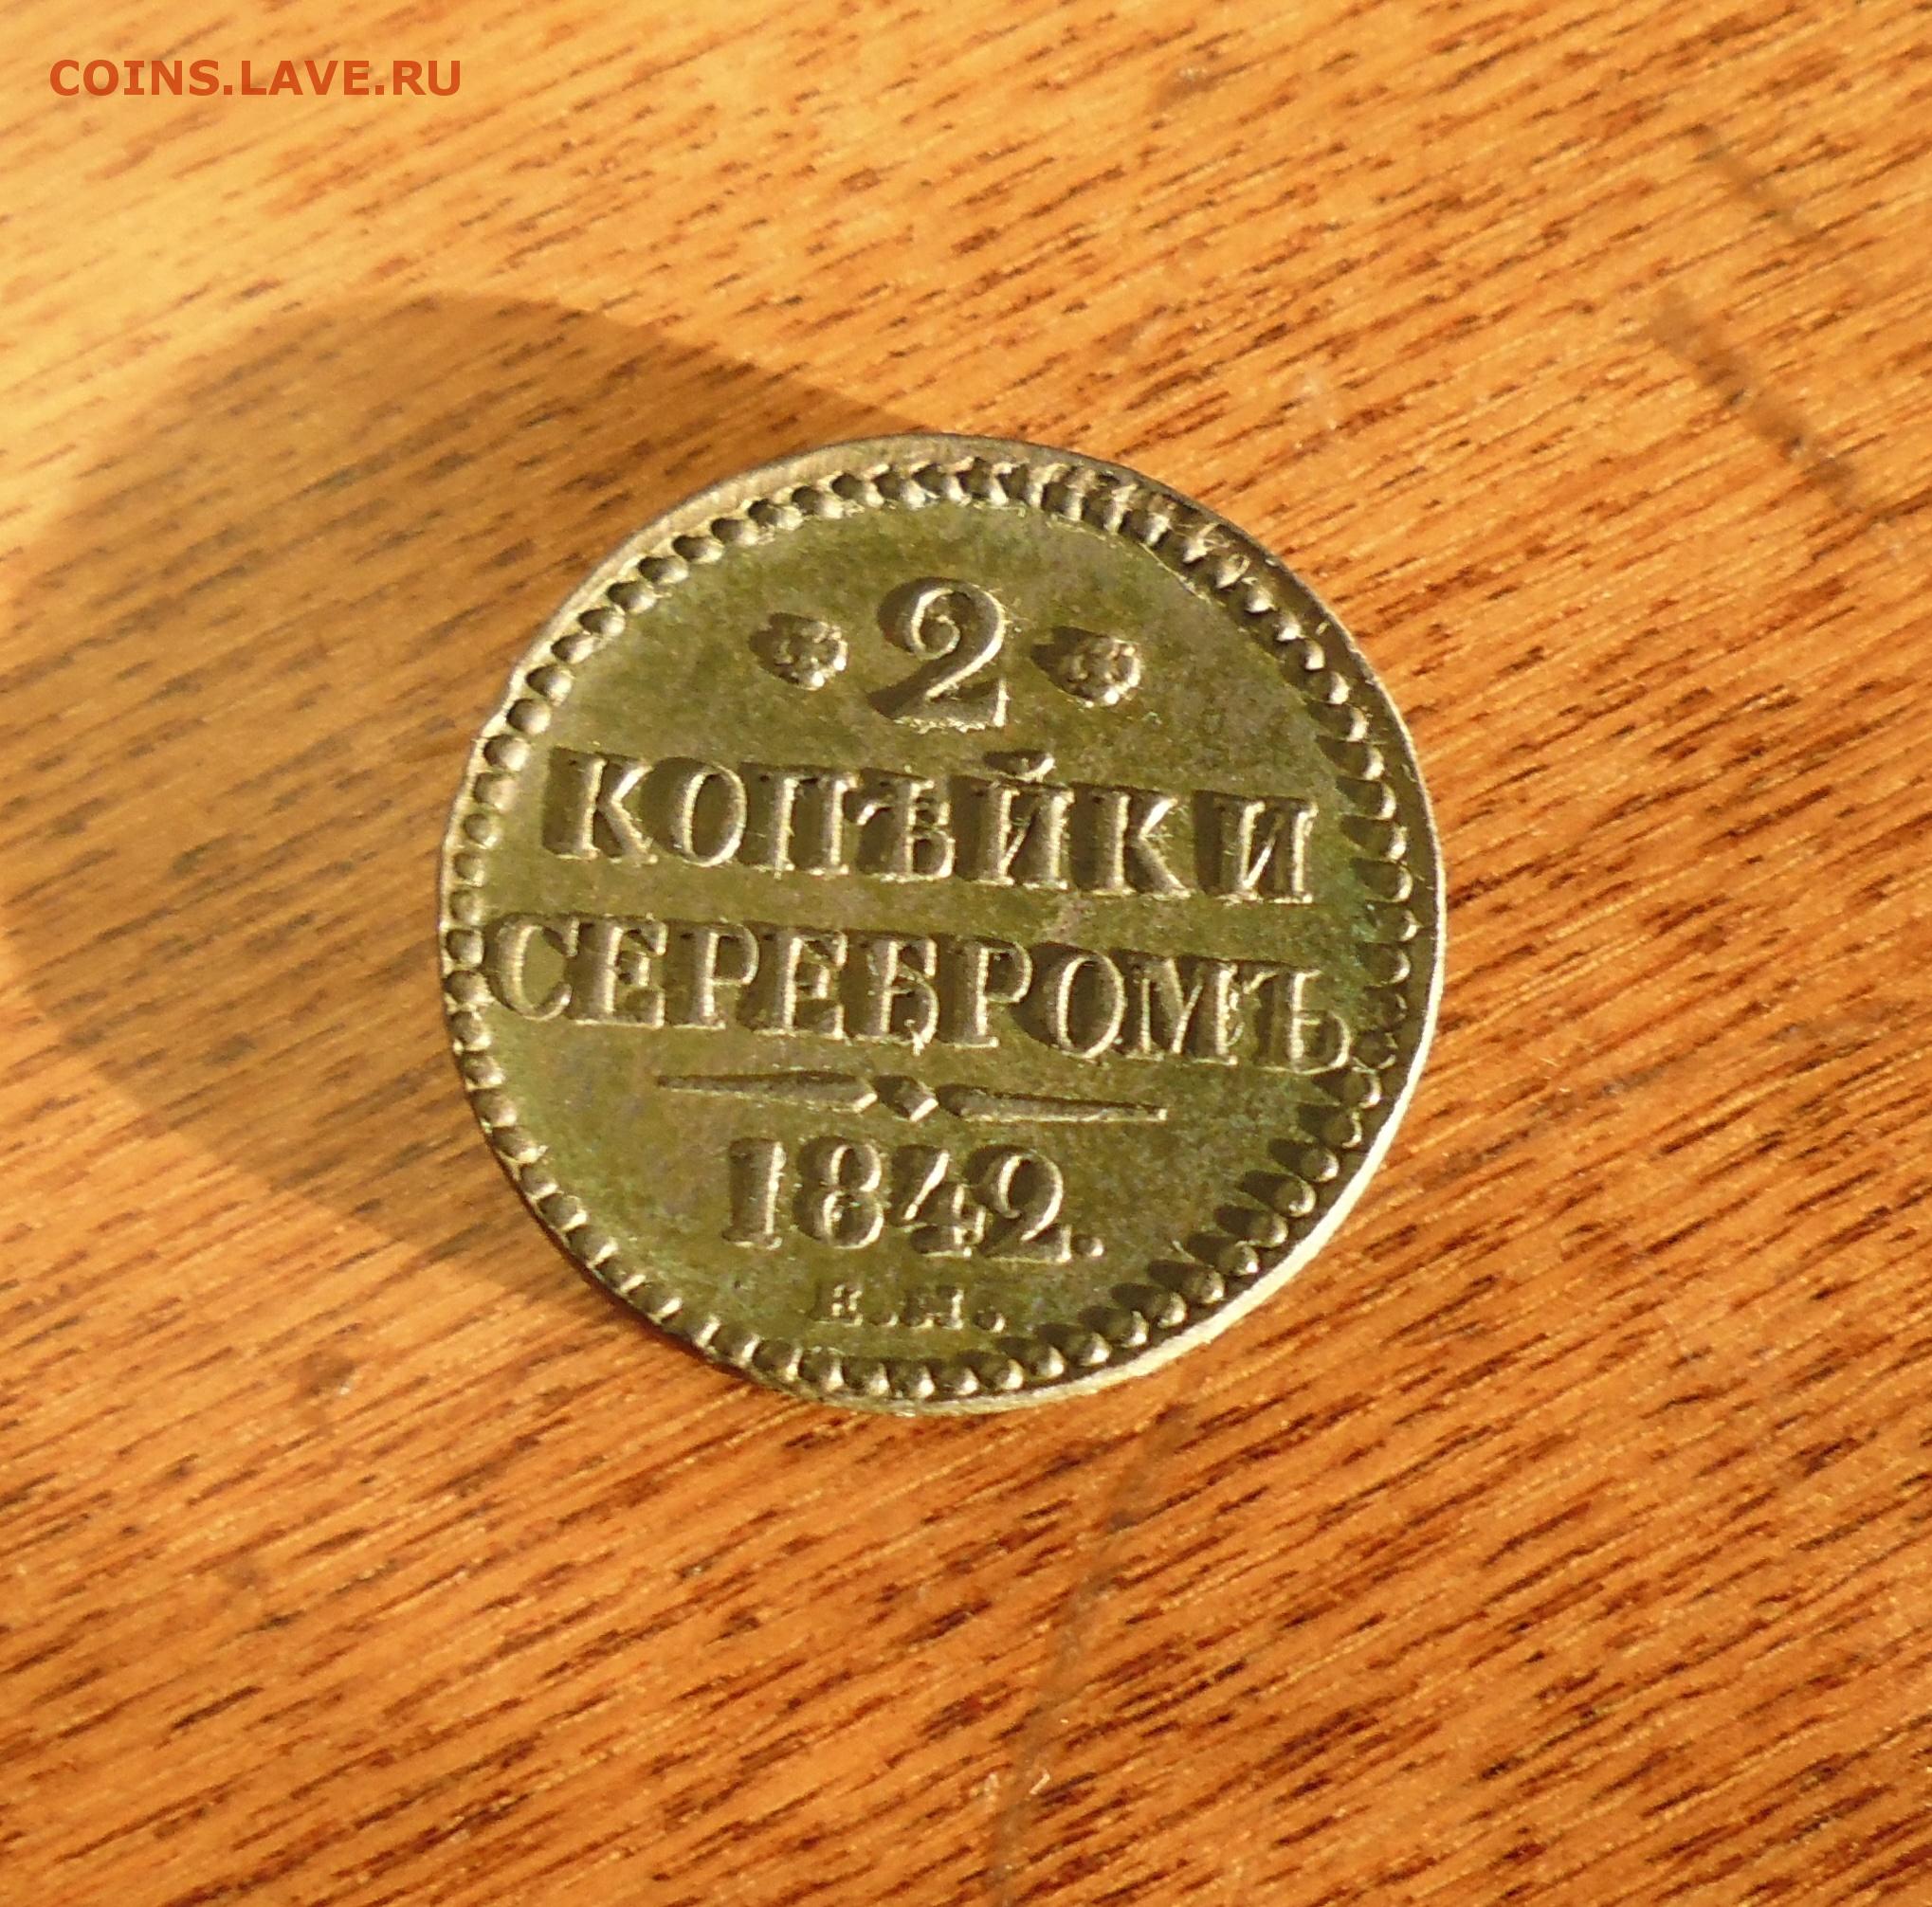 COINS.LAVE.RU
* 2 *
КОПѢЙКИ
СЕРЕБРОМЪ
1842.
Е.М.